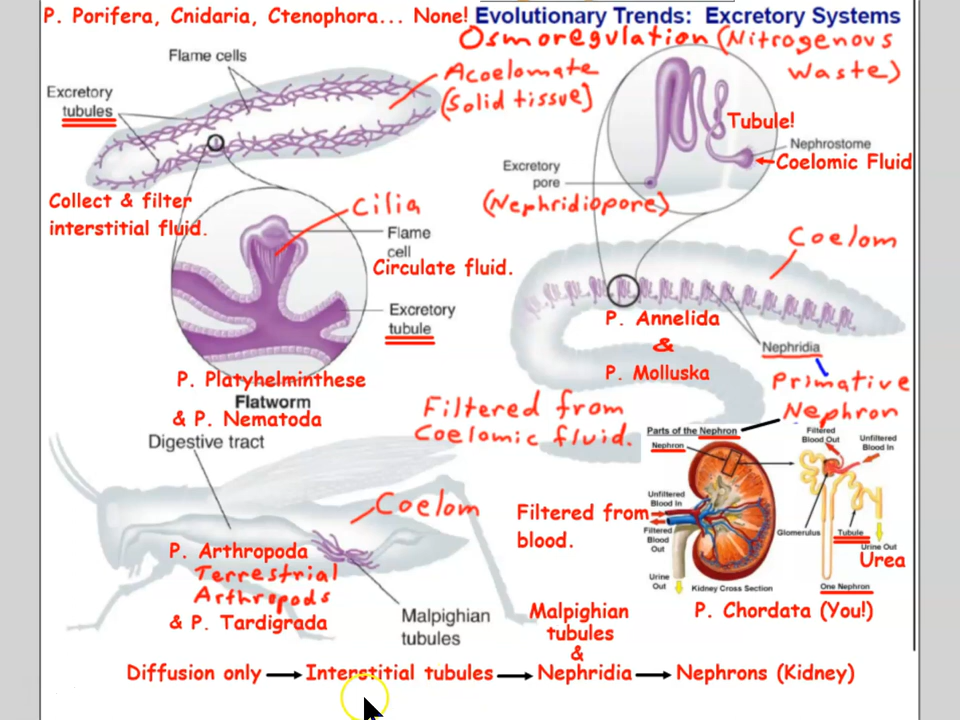 P. Porifera, Cnidaria, Ctenophora... None!
Evolutionary Trends: Excretory Systems
Osmoregulation (Nitrogenous
Waste)
Flame cells
Acoelomate
(Solid tissue)
Excretory
tubules
Collect & filter
interstitial fluid.
Cilia
Flame
cell
Circulate fluid.
Excretory
tubule
P. Platyhelminthese
Flatworm
& P. Nematoda
Tubule!
Nephrostome
Coelomic Fluid
Excretory
pore
(Nephridiopore)
Coelom
P. Annelida
&
P. Molluska
Nephridia
Primative
Nephron
Filtered from
Coelomic fluid.
Digestive tract
Coelom
P. Arthropoda
Terrestrial
Arthropods
& P. Tardigrada
Malpighian
tubules
Parts of the Nephron
Nephron
Filtered
Blood Out
Unfiltered
Blood In
Unfiltered
Blood In
Filtered
Blood
Out
Urine
Out
Kidney Cross Section
Glomerulus
Tubule
Urine Out
Urea
One Nephron
Filtered from
blood.
P. Chordata (You!)
Malpighian
tubules
&
Diffusion only
Interstitial tubules
Nephridia
Nephrons (Kidney)